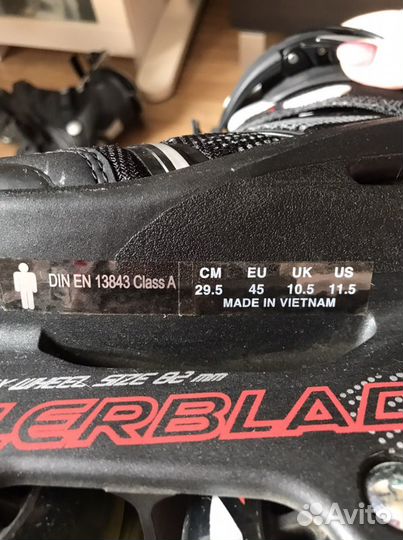 DIN EN 13843 Class A
CM EU UK US
29.5 45 10.5 11.5
MADE IN VIETNAM
WHEEL SIZE 82 mm
LERBLAD
Avito